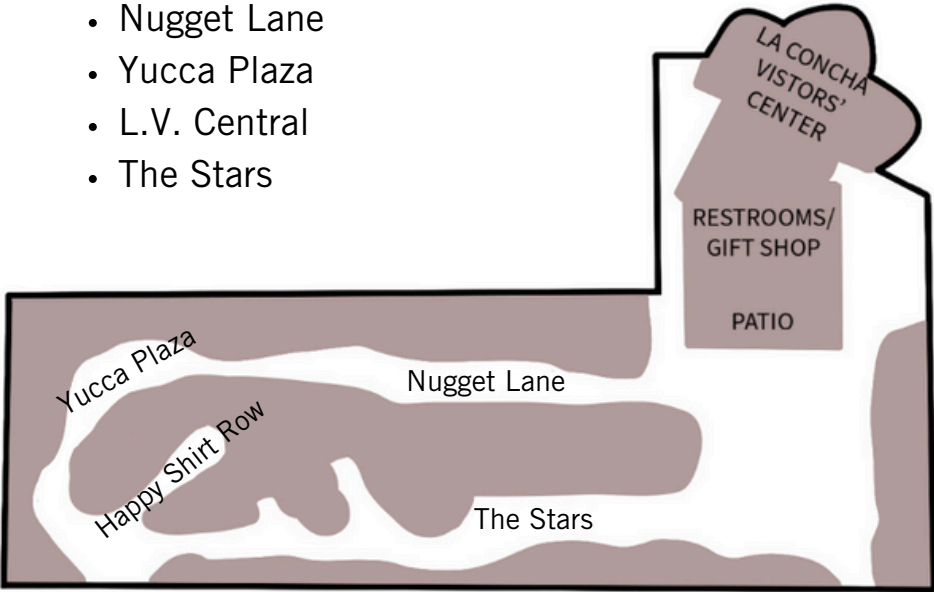 • Nugget Lane
• Yucca Plaza
• L.V. Central
• The Stars
LA CONCHA
VISTORS'
CENTER
RESTROOMS/
GIFT SHOP
PATIO
Yucca Plaza
Nugget Lane
Happy Shirt Row
The Stars